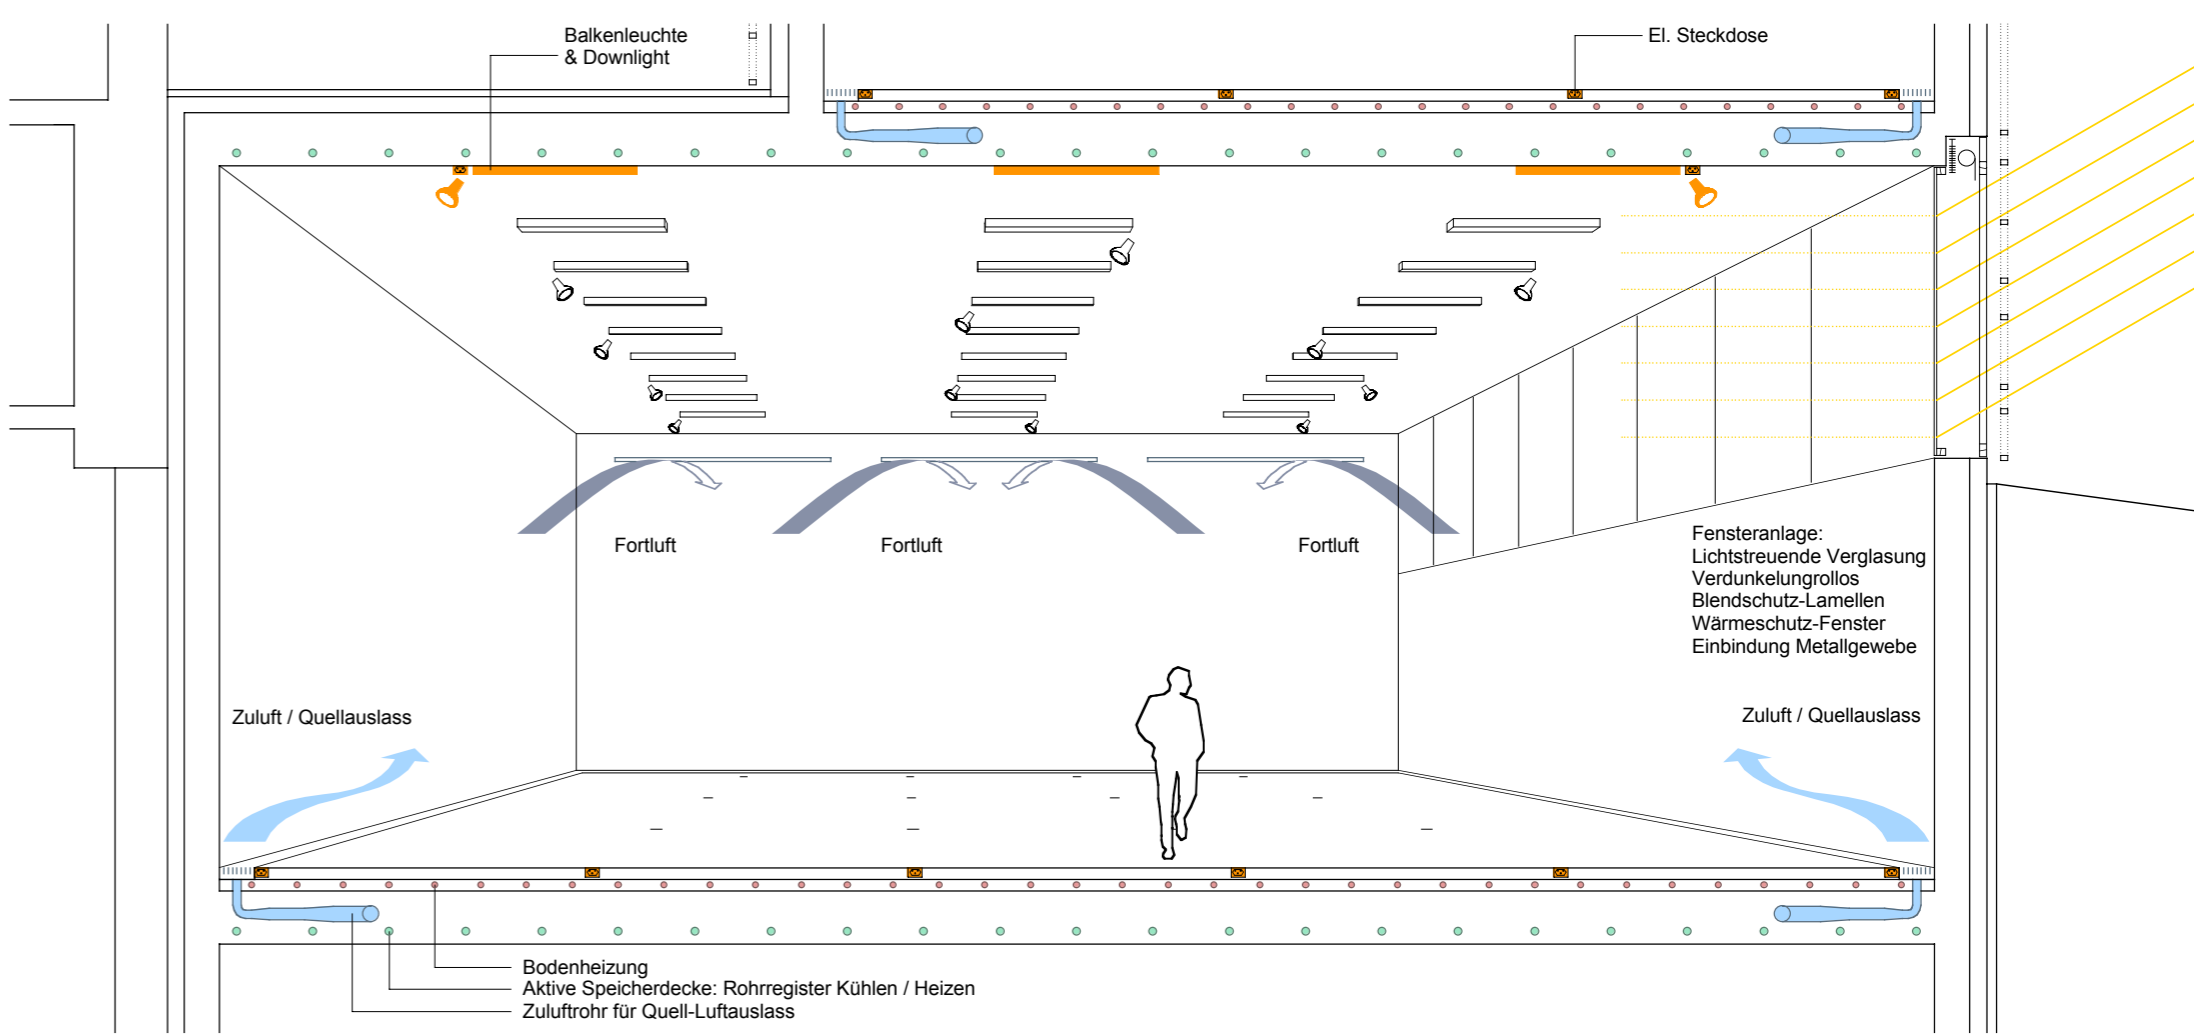 Balkenleuchte
& Downlight
El. Steckdose
Fortluft
Fortluft
Fortluft
Fensteranlage:
Lichtstreuende Verglasung
Verdunkelungrollos
Blendschutz-Lamellen
Wärmeschutz-Fenster
Einbindung Metallgewebe
Zuluft / Quellauslass
Zuluft / Quellauslass
Bodenheizung
Aktive Speicherdecke: Rohrregister Kühlen / Heizen
Zuluftrohr für Quell-Luftauslass